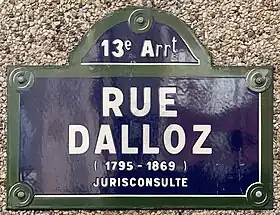 13e Arrt
RUE
DALLOZ
( 1795 - 1869 )
JURISCONSULTE